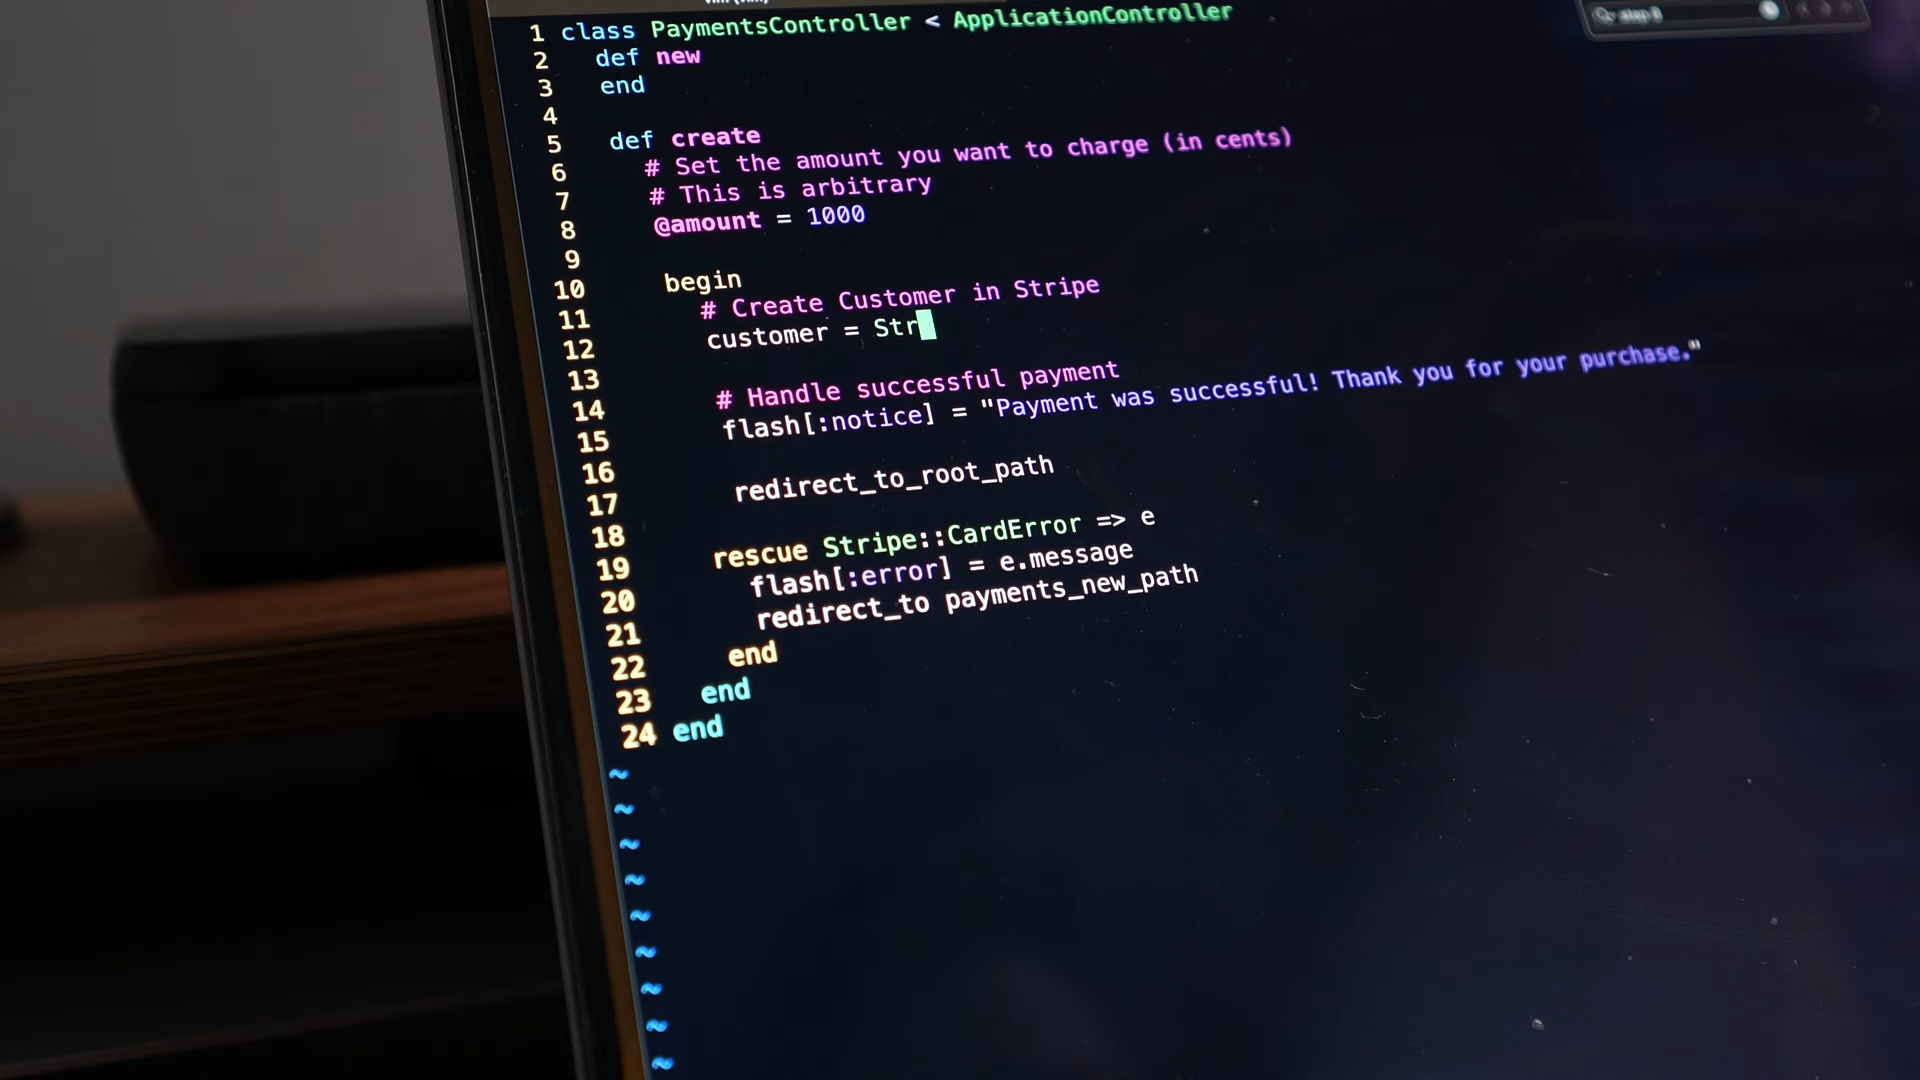 1 class PaymentsController < ApplicationController
2 def new
3 end
4
5 def create
6 # Set the amount you want to charge (in cents)
7 # This is arbitrary
8 @amount = 1000
9
10 begin
11 # Create Customer in Stripe
12 customer = Str
13
14 # Handle successful payment
15 flash[:notice] = "Payment was successful! Thank you for your purchase."
16
17 redirect_to_root_path
18
19 rescue Stripe::CardError => e
20 flash[:error] = e.message
21 redirect_to payments_new_path
22 end
23 end
24 end
~
~
~
~
~
~
~
~
~